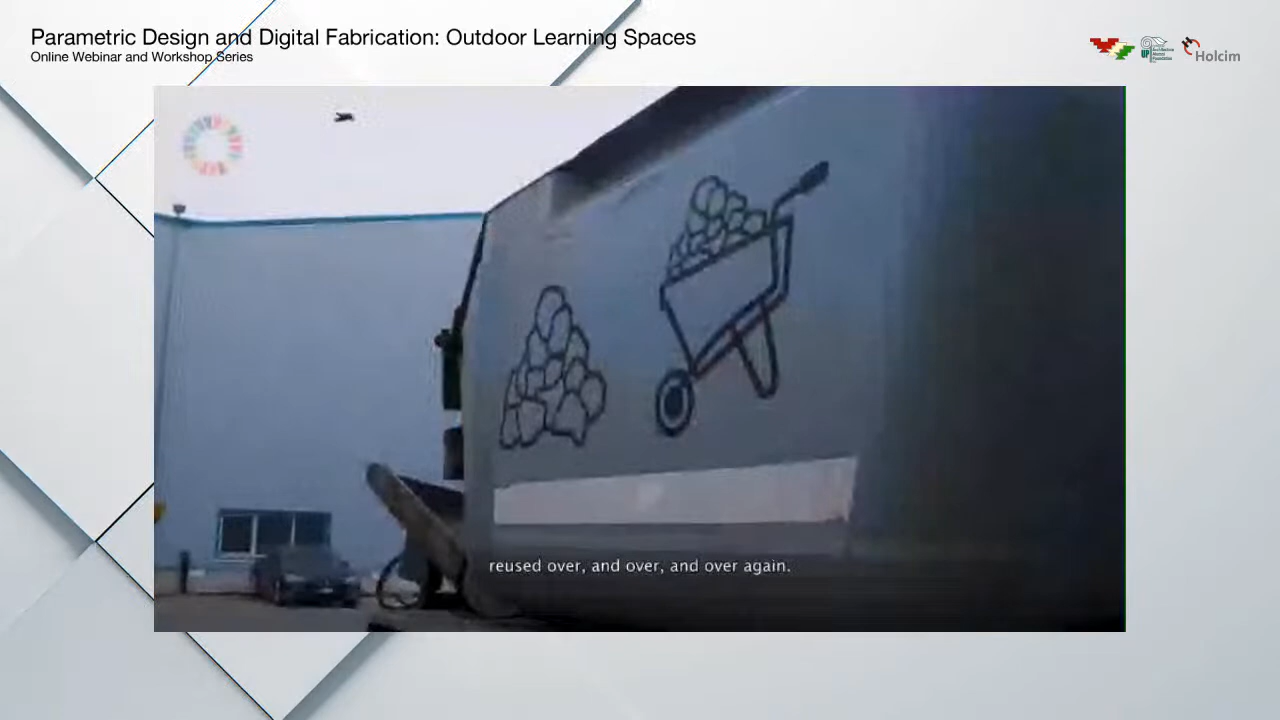 Parametric Design and Digital Fabrication: Outdoor Learning Spaces
Online Webinar and Workshop Series
UP
Holcim
reused over, and over, and over again.